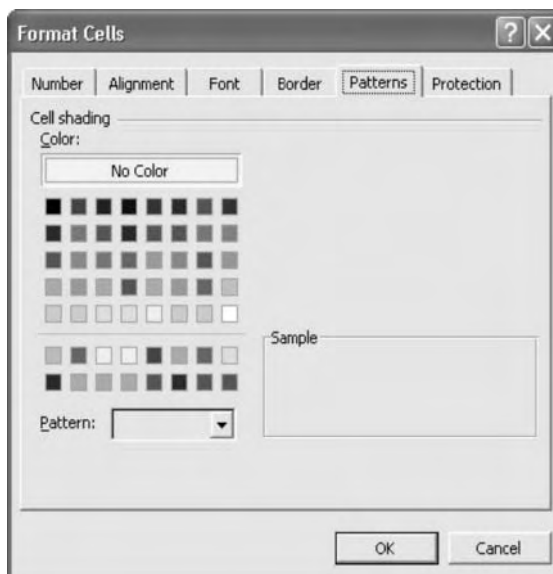 Format Cells
Number Alignment Font Border Patterns Protection
Cell shading
Color:
No Color
Sample
Pattern:
OK Cancel